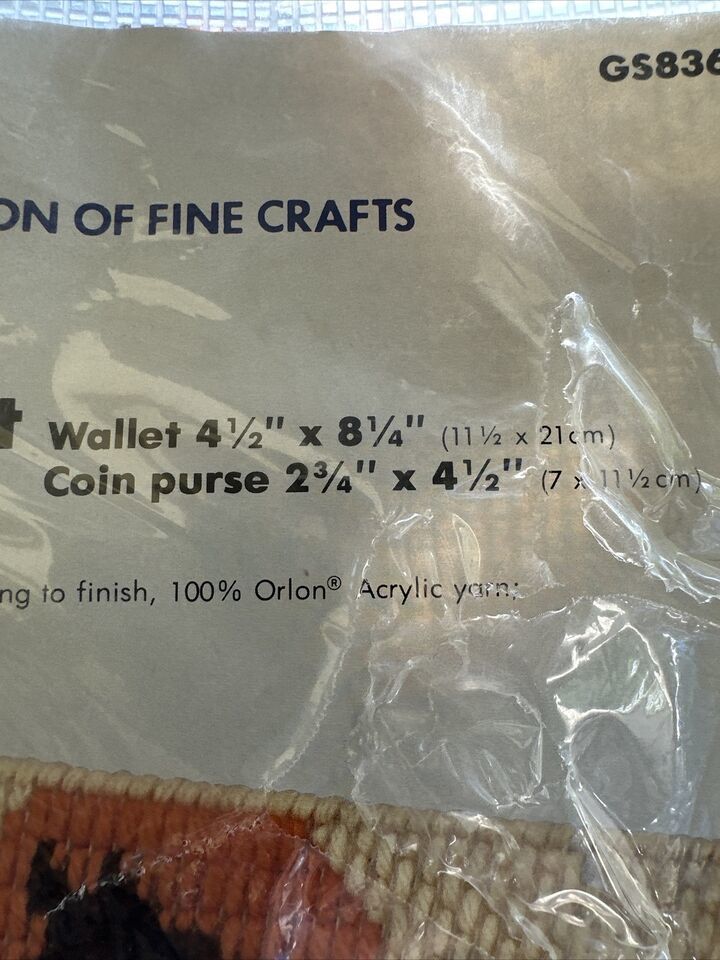 GS836
ON OF FINE CRAFTS
t Wallet 4½" x 8¼" (11½ x 21cm)
Coin purse 2¾" x 4½" (7 x 11½cm)
ng to finish, 100% Orlon® Acrylic yarn;